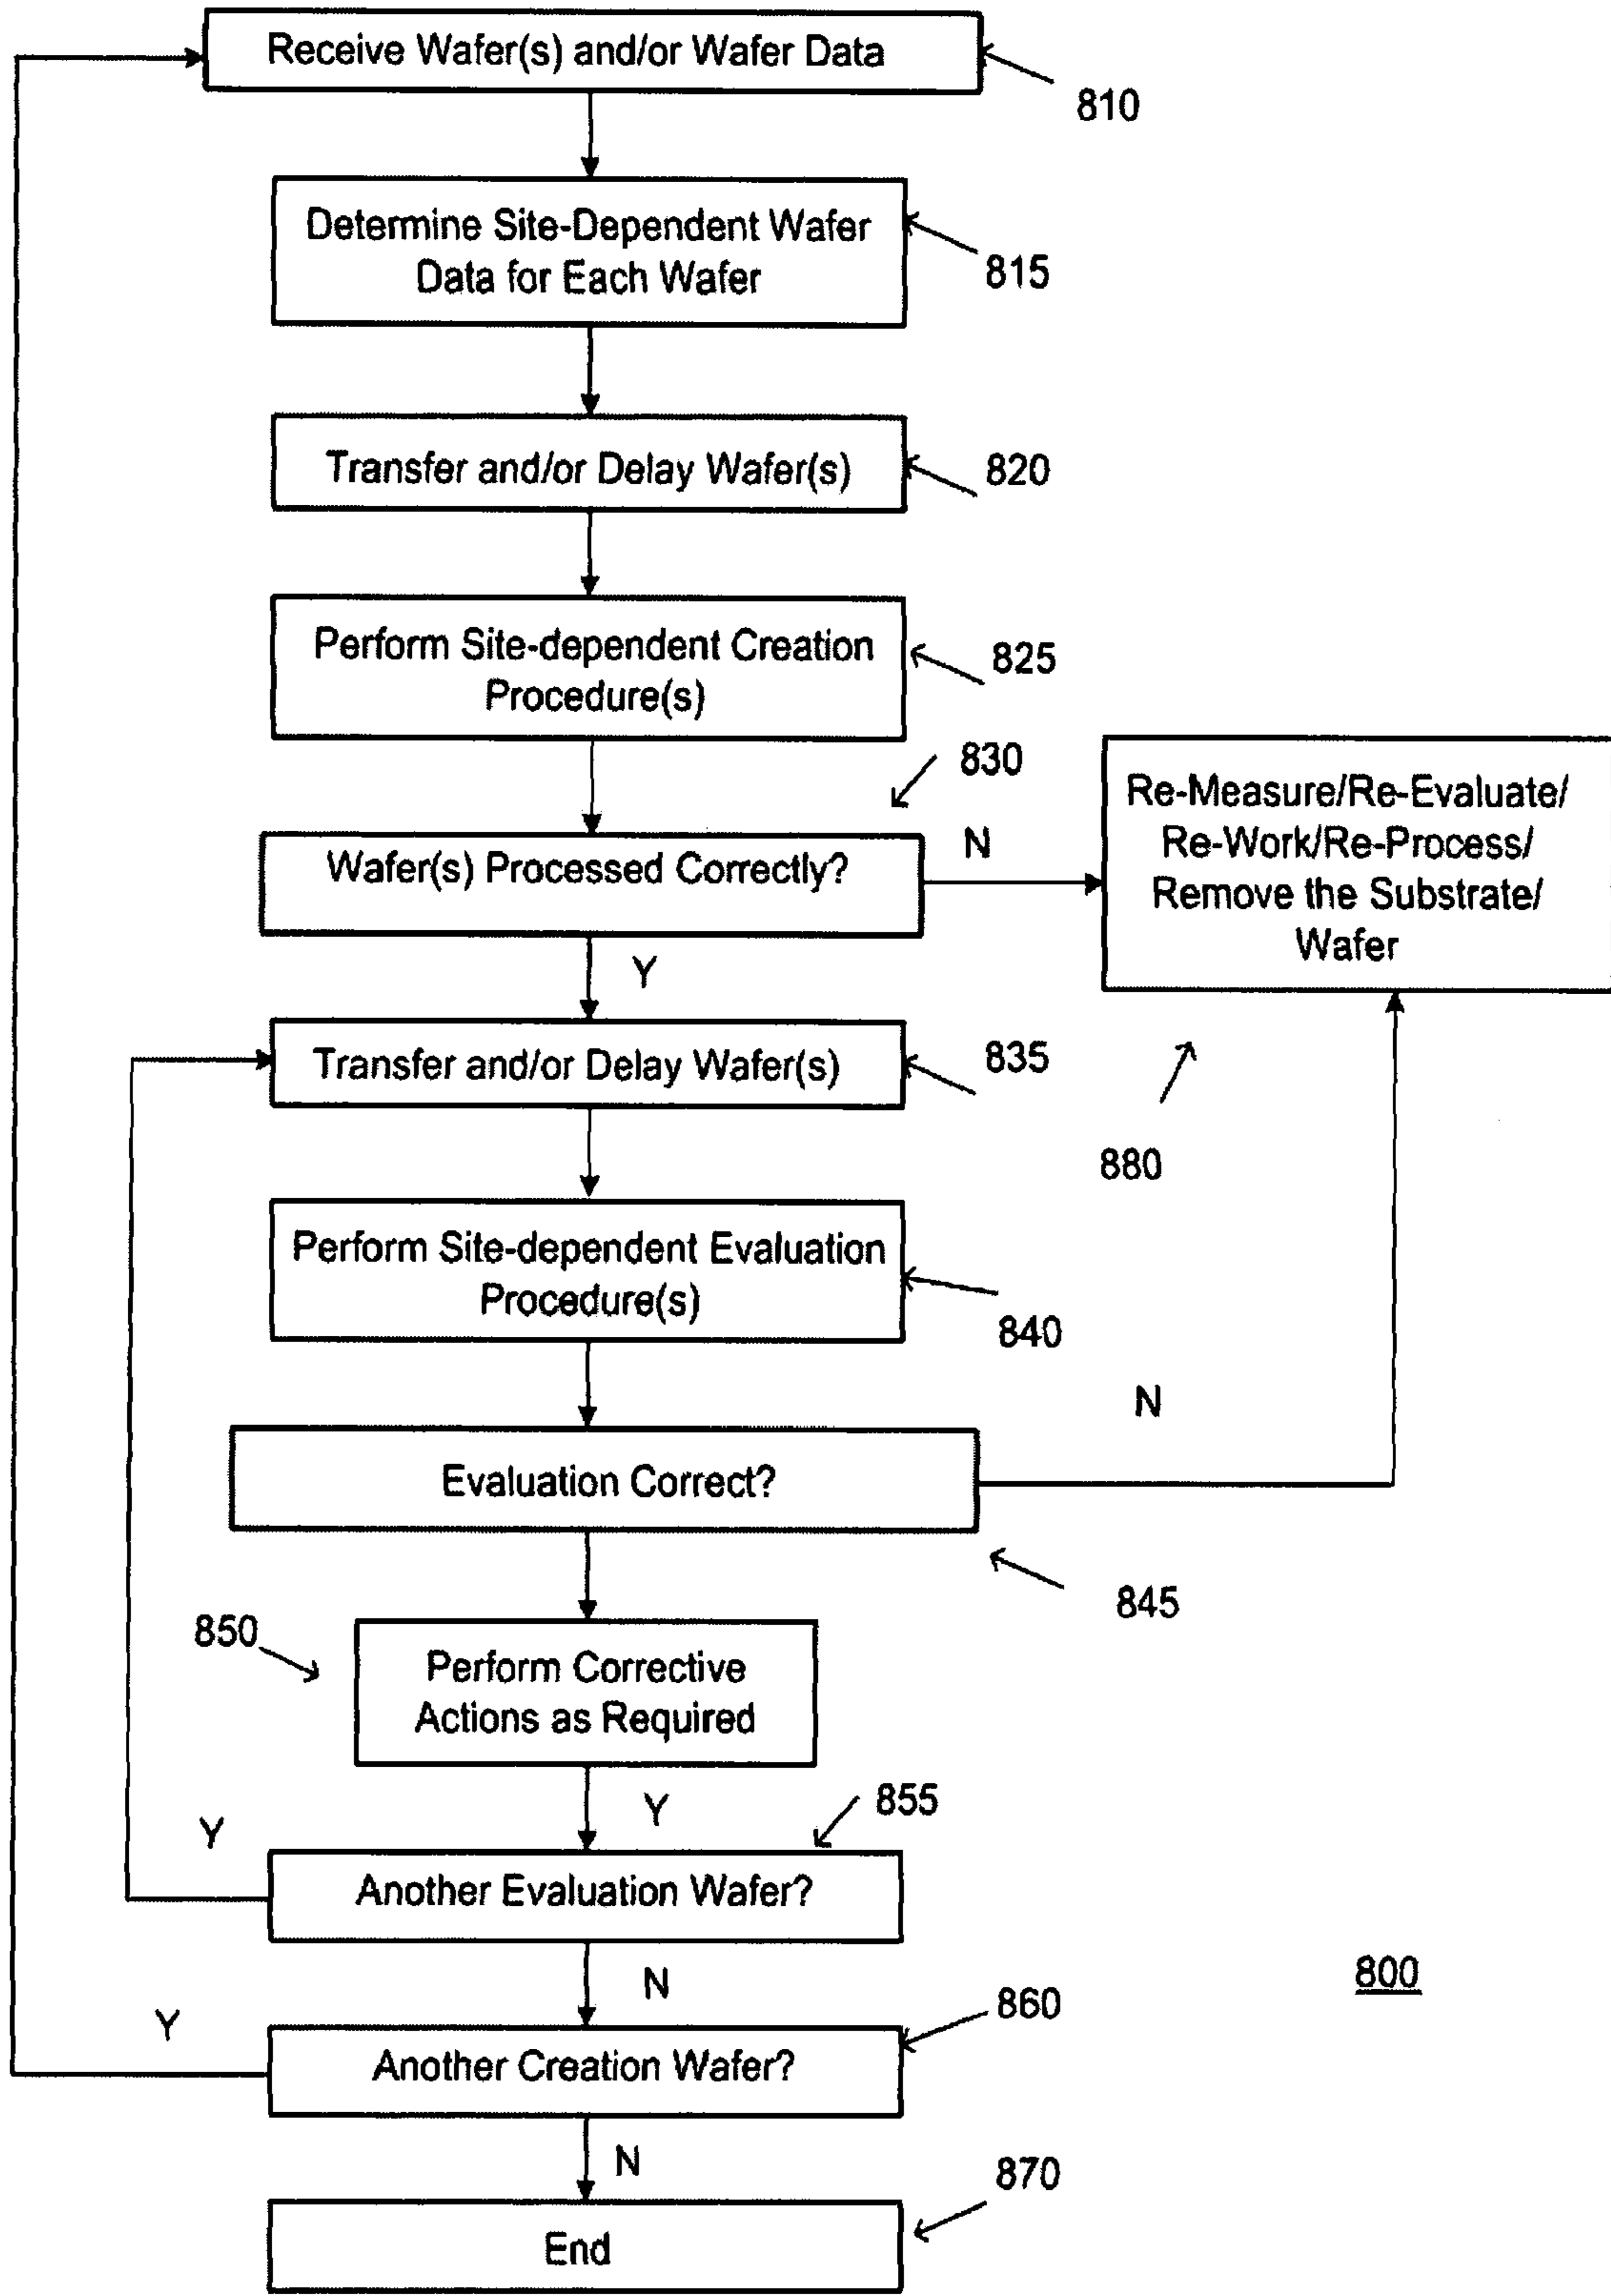 Receive Wafer(s) and/or Wafer Data
810
Determine Site-Dependent Wafer
Data for Each Wafer
815
Transfer and/or Delay Wafer(s)
820
Perform Site-dependent Creation
Procedure(s)
825
830
Wafer(s) Processed Correctly?
N
Re-Measure/Re-Evaluate/
Re-Work/Re-Process/
Remove the Substrate/
Wafer
880
Y
Transfer and/or Delay Wafer(s)
835
Perform Site-dependent Evaluation
Procedure(s)
840
N
Evaluation Correct?
845
850
Perform Corrective
Actions as Required
Y
855
Y
Another Evaluation Wafer?
N
860
Y
Another Creation Wafer?
N
870
End
800